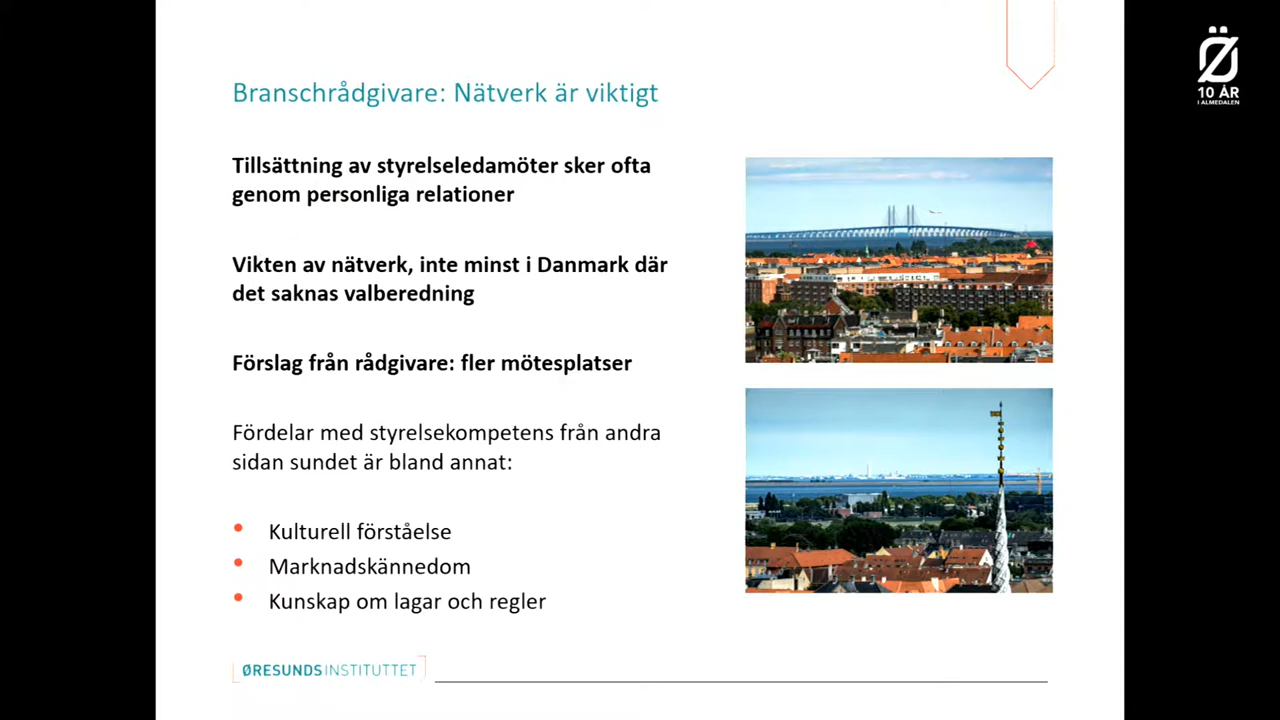 Branschrådgivare: Nätverk är viktigt
Tillsättning av styrelseledamöter sker ofta
genom personliga relationer
Vikten av nätverk, inte minst i Danmark där
det saknas valberedning
Förslag från rådgivare: fler mötesplatser
Fördelar med styrelsekompetens från andra
sidan sundet är bland annat:
• Kulturell förståelse
• Marknadskännedom
• Kunskap om lagar och regler
ØRESUNDSINSTITUTTET
Ö
10 ÅR
I ALMEDALEN